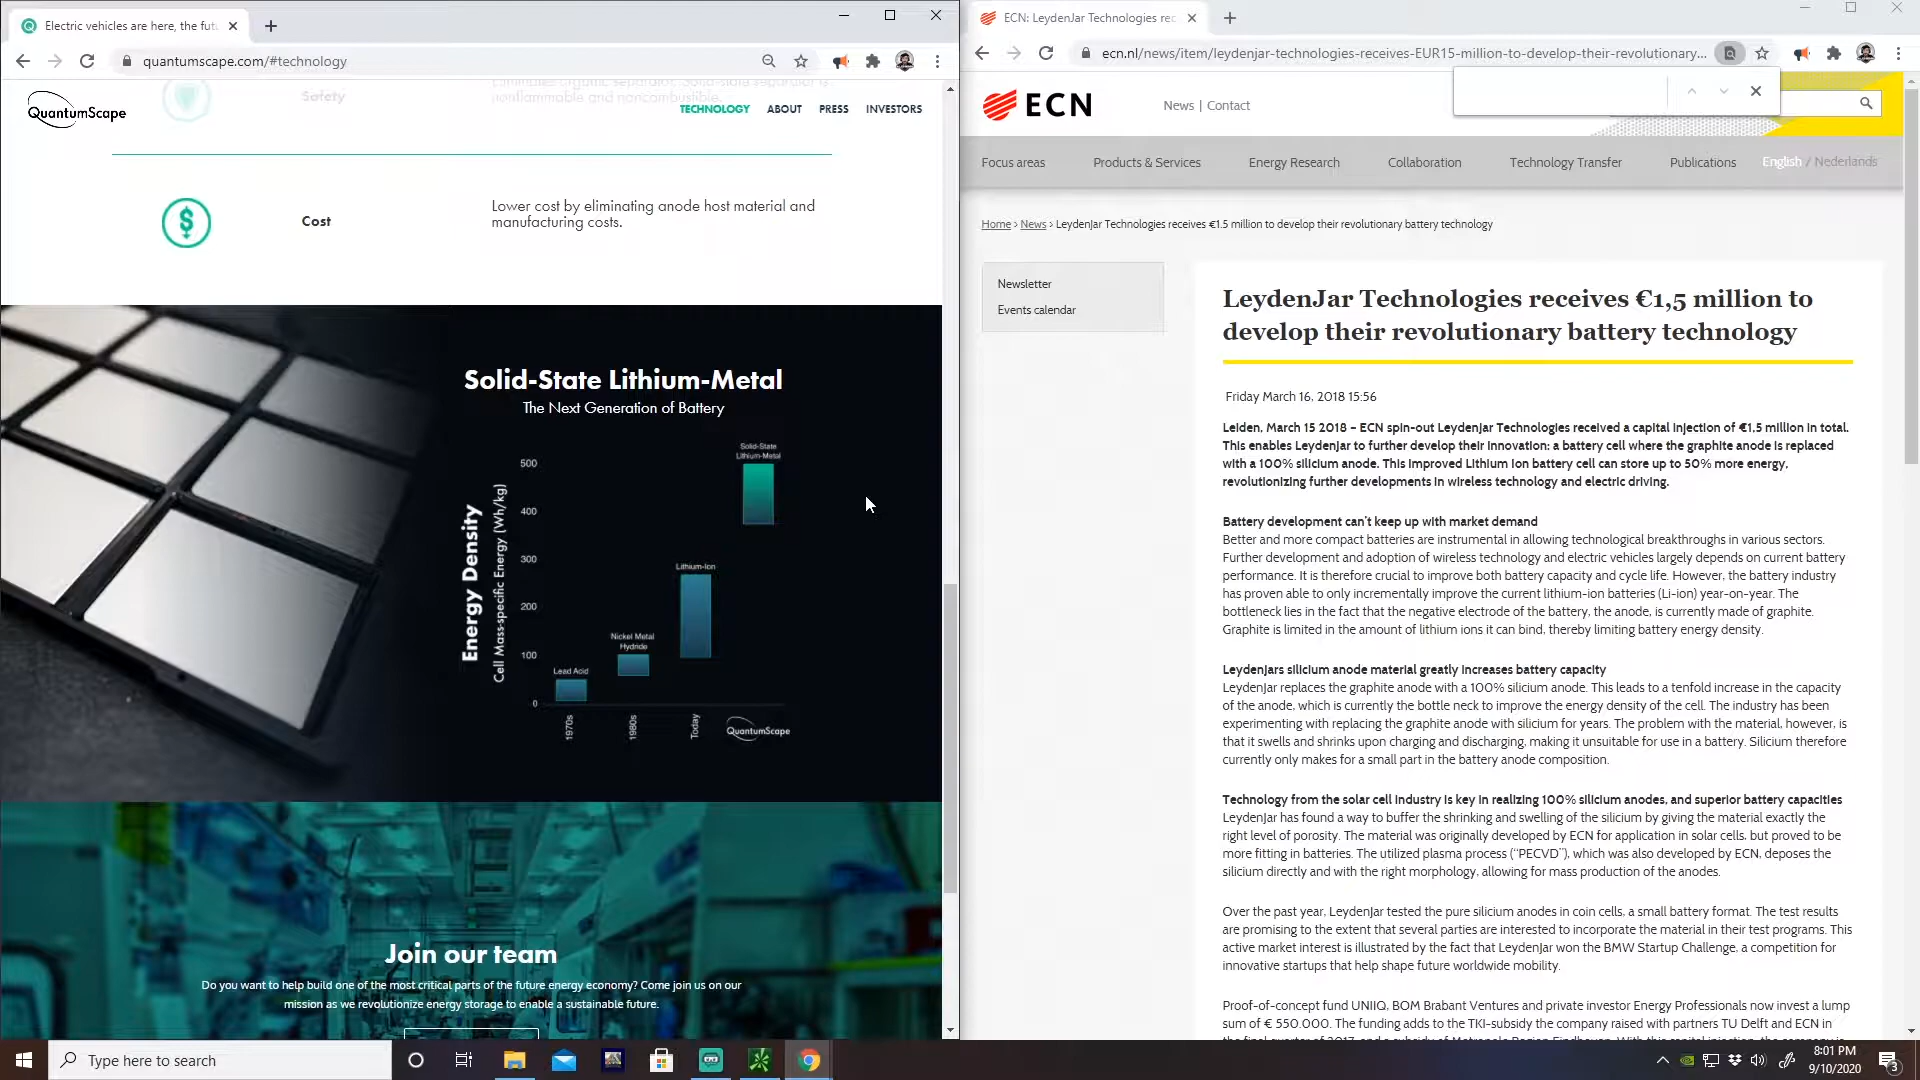 Electric vehicles are here, the fut
quantumscape.com/#technology
QuantumScape
TECHNOLOGY ABOUT PRESS INVESTORS
Safety
nonflammable and noncombustible.
Cost
Lower cost by eliminating anode host material and
manufacturing costs.
Solid-State Lithium-Metal
The Next Generation of Battery
Energy Density
Cell Mass-specific Energy (Wh/kg)
500
400
300
200
100
0
Lead Acid
Nickel Metal
Hydride
Lithium-Ion
Solid-State
Lithium-Metal
1970s
1980s
Today
QuantumScape
Join our team
Do you want to help build one of the most critical parts of the future energy economy? Come join us on our
mission as we revolutionize energy storage to enable a sustainable future.
ECN: LeydenJar Technologies rec
ecn.nl/news/item/leydenjar-technologies-receives-EUR15-million-to-develop-their-revolutionary...
ECN
News | Contact
Focus areas Products & Services Energy Research Collaboration Technology Transfer Publications English / Nederlands
Home > News > LeydenJar Technologies receives €1.5 million to develop their revolutionary battery technology
Newsletter
Events calendar
LeydenJar Technologies receives €1,5 million to
develop their revolutionary battery technology
Friday March 16, 2018 15:56
Leiden, March 15 2018 – ECN spin-out LeydenJar Technologies received a capital injection of €1,5 million in total.
This enables LeydenJar to further develop their innovation: a battery cell where the graphite anode is replaced
with a 100% silicium anode. This improved Lithium Ion battery cell can store up to 50% more energy,
revolutionizing further developments in wireless technology and electric driving.
Battery development can't keep up with market demand
Better and more compact batteries are instrumental in allowing technological breakthroughs in various sectors.
Further development and adoption of wireless technology and electric vehicles largely depends on current battery
performance. It is therefore crucial to improve both battery capacity and cycle life. However, the battery industry
has proven able to only incrementally improve the current lithium-ion batteries (Li-ion) year-on-year. The
bottleneck lies in the fact that the negative electrode of the battery, the anode, is currently made of graphite.
Graphite is limited in the amount of lithium ions it can bind, thereby limiting battery energy density.
LeydenJars silicium anode material greatly increases battery capacity
LeydenJar replaces the graphite anode with a 100% silicium anode. This leads to a tenfold increase in the capacity
of the anode, which is currently the bottle neck to improve the energy density of the cell. The industry has been
experimenting with replacing the graphite anode with silicium for years. The problem with the material, however, is
that it swells and shrinks upon charging and discharging, making it unsuitable for use in a battery. Silicium therefore
currently only makes for a small part in the battery anode composition.
Technology from the solar cell industry is key in realizing 100% silicium anodes, and superior battery capacities
LeydenJar has found a way to buffer the shrinking and swelling of the silicium by giving the material exactly the
right level of porosity. The material was originally developed by ECN for application in solar cells, but proved to be
more fitting in batteries. The utilized plasma process ("PECVD"), which was also developed by ECN, deposes the
silicium directly and with the right morphology, allowing for mass production of the anodes.
Over the past year, LeydenJar tested the pure silicium anodes in coin cells, a small battery format. The test results
are promising to the extent that several parties are interested to incorporate the material in their test programs. This
active market interest is illustrated by the fact that LeydenJar won the BMW Startup Challenge, a competition for
innovative startups that help shape future worldwide mobility.
Proof-of-concept fund UNIIQ, BOM Brabant Ventures and private investor Energy Professionals now invest a lump
sum of € 550.000. The funding adds to the TKI-subsidy the company raised with partners TU Delft and ECN in
Type here to search
8:01 PM
9/10/2020
3